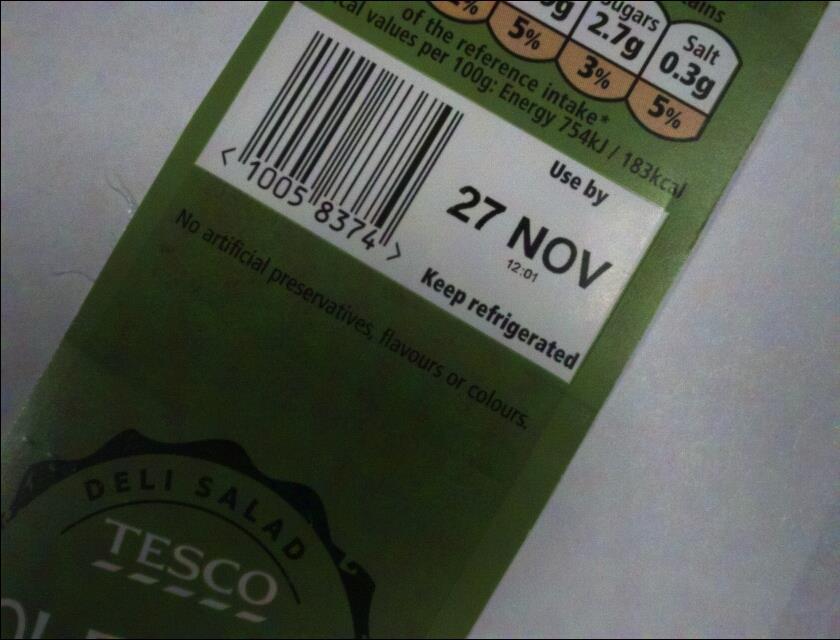 Sugars
2.7g
Salt
0.3g
5%
3%
5%
of the reference intake*
values per 100g: Energy 754kJ / 183kcal
Use by
27 NOV
12:01
Keep refrigerated
< 1005 8374 >
No artificial preservatives, flavours or colours.
DELI SALAD
TESCO